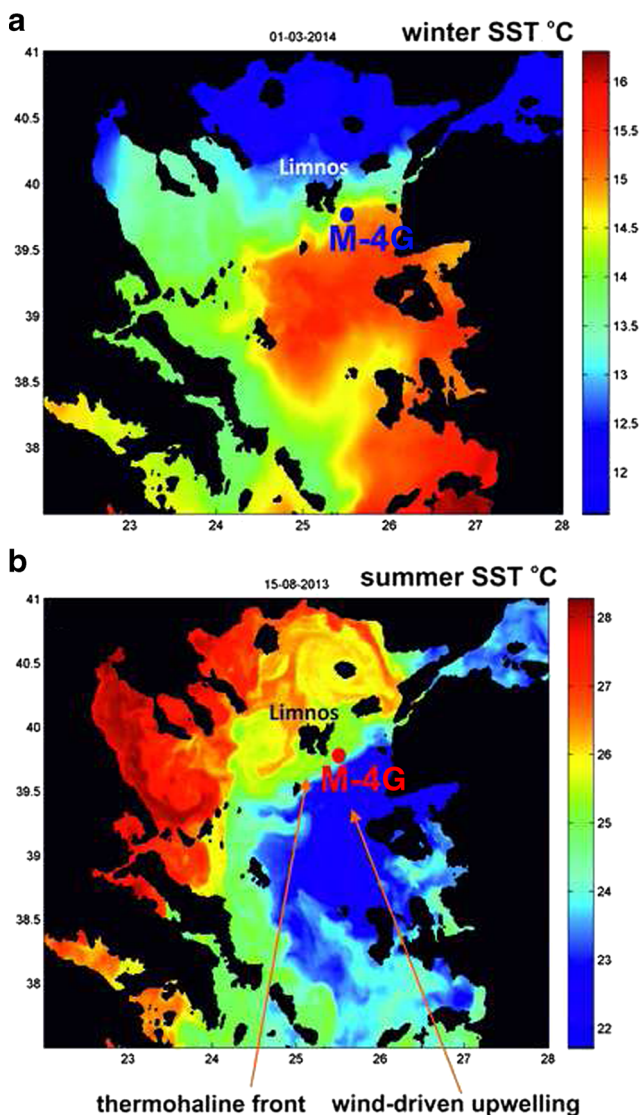 a
01-03-2014 winter SST °C
41
40.5
40
39.5
39
38.5
38
Limnos
M-4G
23 24 25 26 27 28
16
15.5
15
14.5
14
13.5
13
12.5
12
b
15-08-2013 summer SST °C
41
40.5
40
39.5
39
38.5
38
Limnos
M-4G
23 24 25 26 27 28
28
27
26
25
24
23
22
thermohaline front wind-driven upwelling